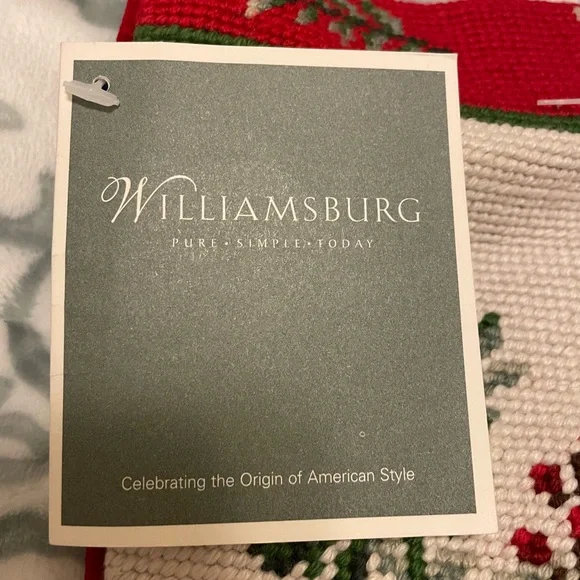 WILLIAMSBURG
PURE • SIMPLE • TODAY
Celebrating the Origin of American Style